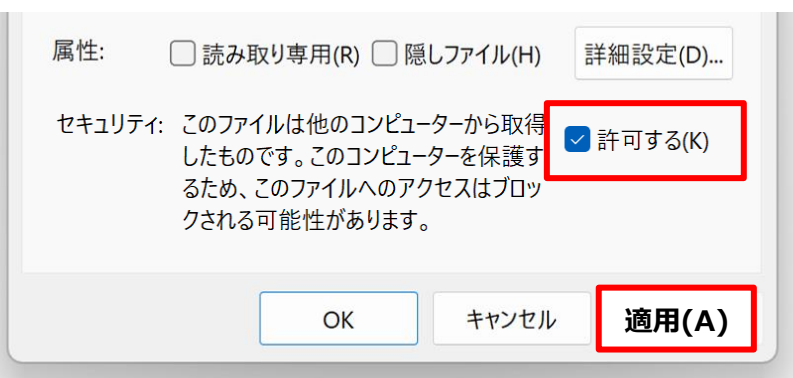 属性: 読み取り専用(R) 隠しファイル(H) 詳細設定(D)...
セキュリティ: このファイルは他のコンピューターから取得 許可する(K)
したものです。このコンピューターを保護す
るため、このファイルへのアクセスはブロッ
クされる可能性があります。
OK キャンセル 適用(A)